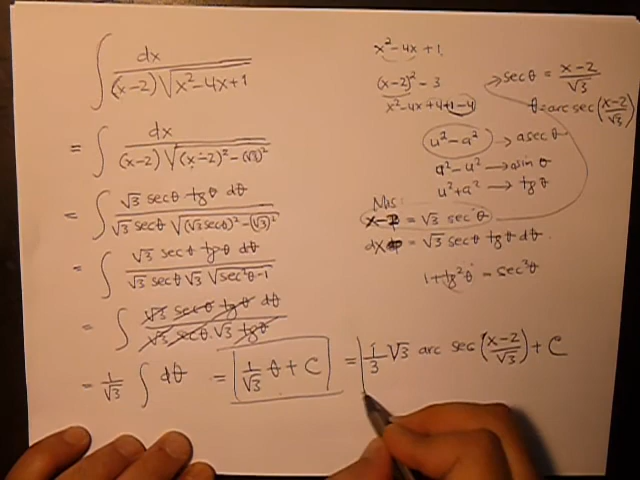 ∫ dx / (x-2)√x²-4x+1
= ∫ dx / (x-2)√(x-2)²-(√3)²
= ∫ √3 secθ tgθ dθ / √3 secθ √(√3 secθ)²-(√3)²
= ∫ √3 secθ tgθ dθ / √3 secθ √3 √sec²θ-1
= ∫ √3 secθ tgθ dθ / √3 secθ · √3 tgθ
= 1/√3 ∫ dθ = 1/√3 θ + C = 1/3 √3 arc sec(x-2/√3) + C
x²-4x+1
(x-2)²-3
x²-4x+4+1-4
→ secθ = x-2/√3
θ = arc sec(x-2/√3)
u²-a² → a secθ
a²-u² → a sin θ
u²+a² → tg θ
Mis:
x-2 = √3 sec θ
dx = √3 secθ tgθ dθ
1+tg²θ = sec²θ